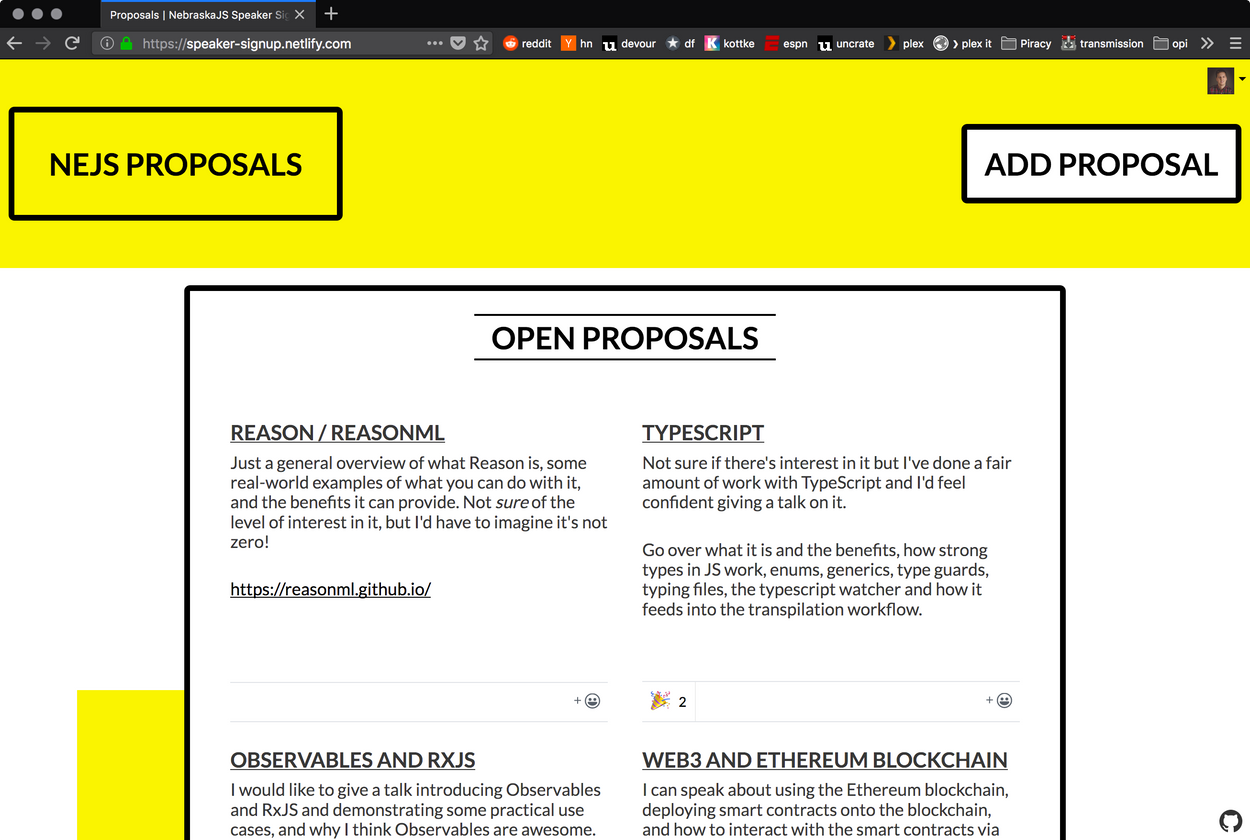 Proposals | NebraskaJS Speaker Sig
https://speaker-signup.netlify.com
reddit
Y hn
u devour
df
K kottke
espn
un uncrate
plex
plex it
Piracy
transmission
opi
NEJS PROPOSALS
ADD PROPOSAL
OPEN PROPOSALS
REASON / REASONML
Just a general overview of what Reason is, some
real-world examples of what you can do with it,
and the benefits it can provide. Not sure of the
level of interest in it, but I'd have to imagine it's not
zero!
https://reasonml.github.io/
+
TYPESCRIPT
Not sure if there's interest in it but I've done a fair
amount of work with TypeScript and I'd feel
confident giving a talk on it.
Go over what it is and the benefits, how strong
types in JS work, enums, generics, type guards,
typing files, the typescript watcher and how it
feeds into the transpilation workflow.
2
+
OBSERVABLES AND RXJS
I would like to give a talk introducing Observables
and RxJS and demonstrating some practical use
cases, and why I think Observables are awesome.
WEB3 AND ETHEREUM BLOCKCHAIN
I can speak about using the Ethereum blockchain,
deploying smart contracts onto the blockchain,
and how to interact with the smart contracts via